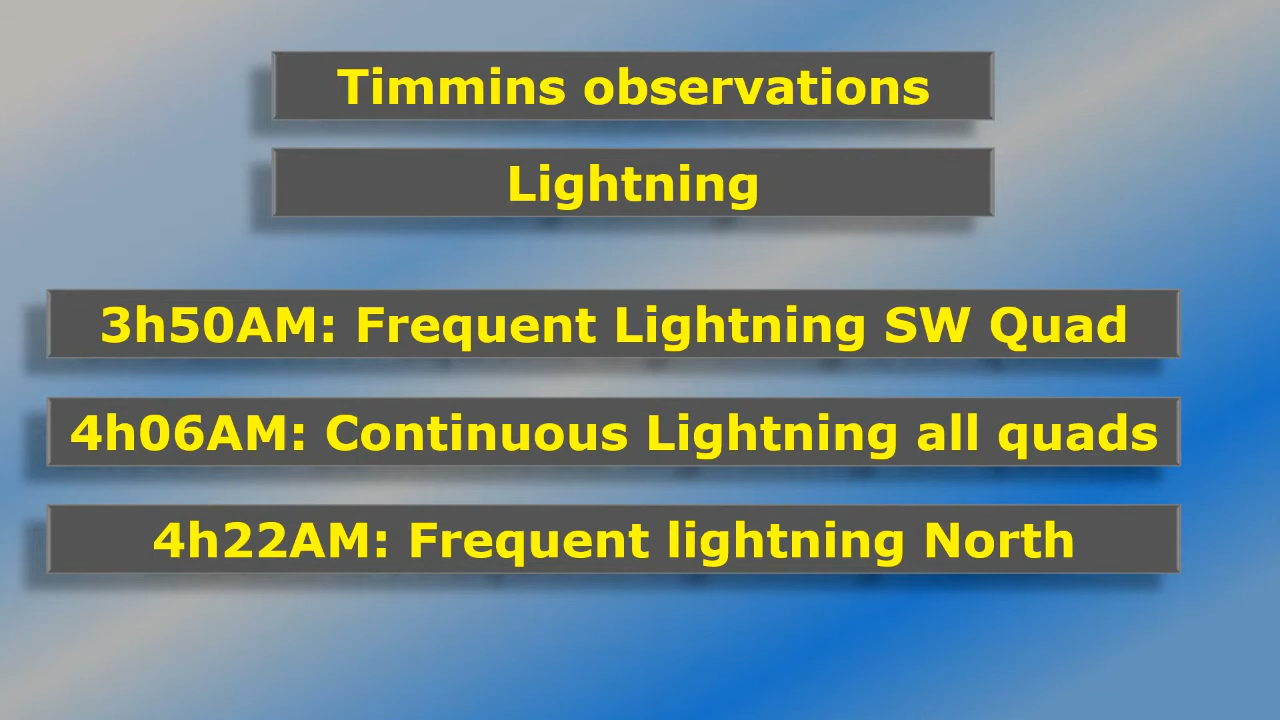 Timmins observations
Lightning
3h50AM: Frequent Lightning SW Quad
4h06AM: Continuous Lightning all quads
4h22AM: Frequent lightning North